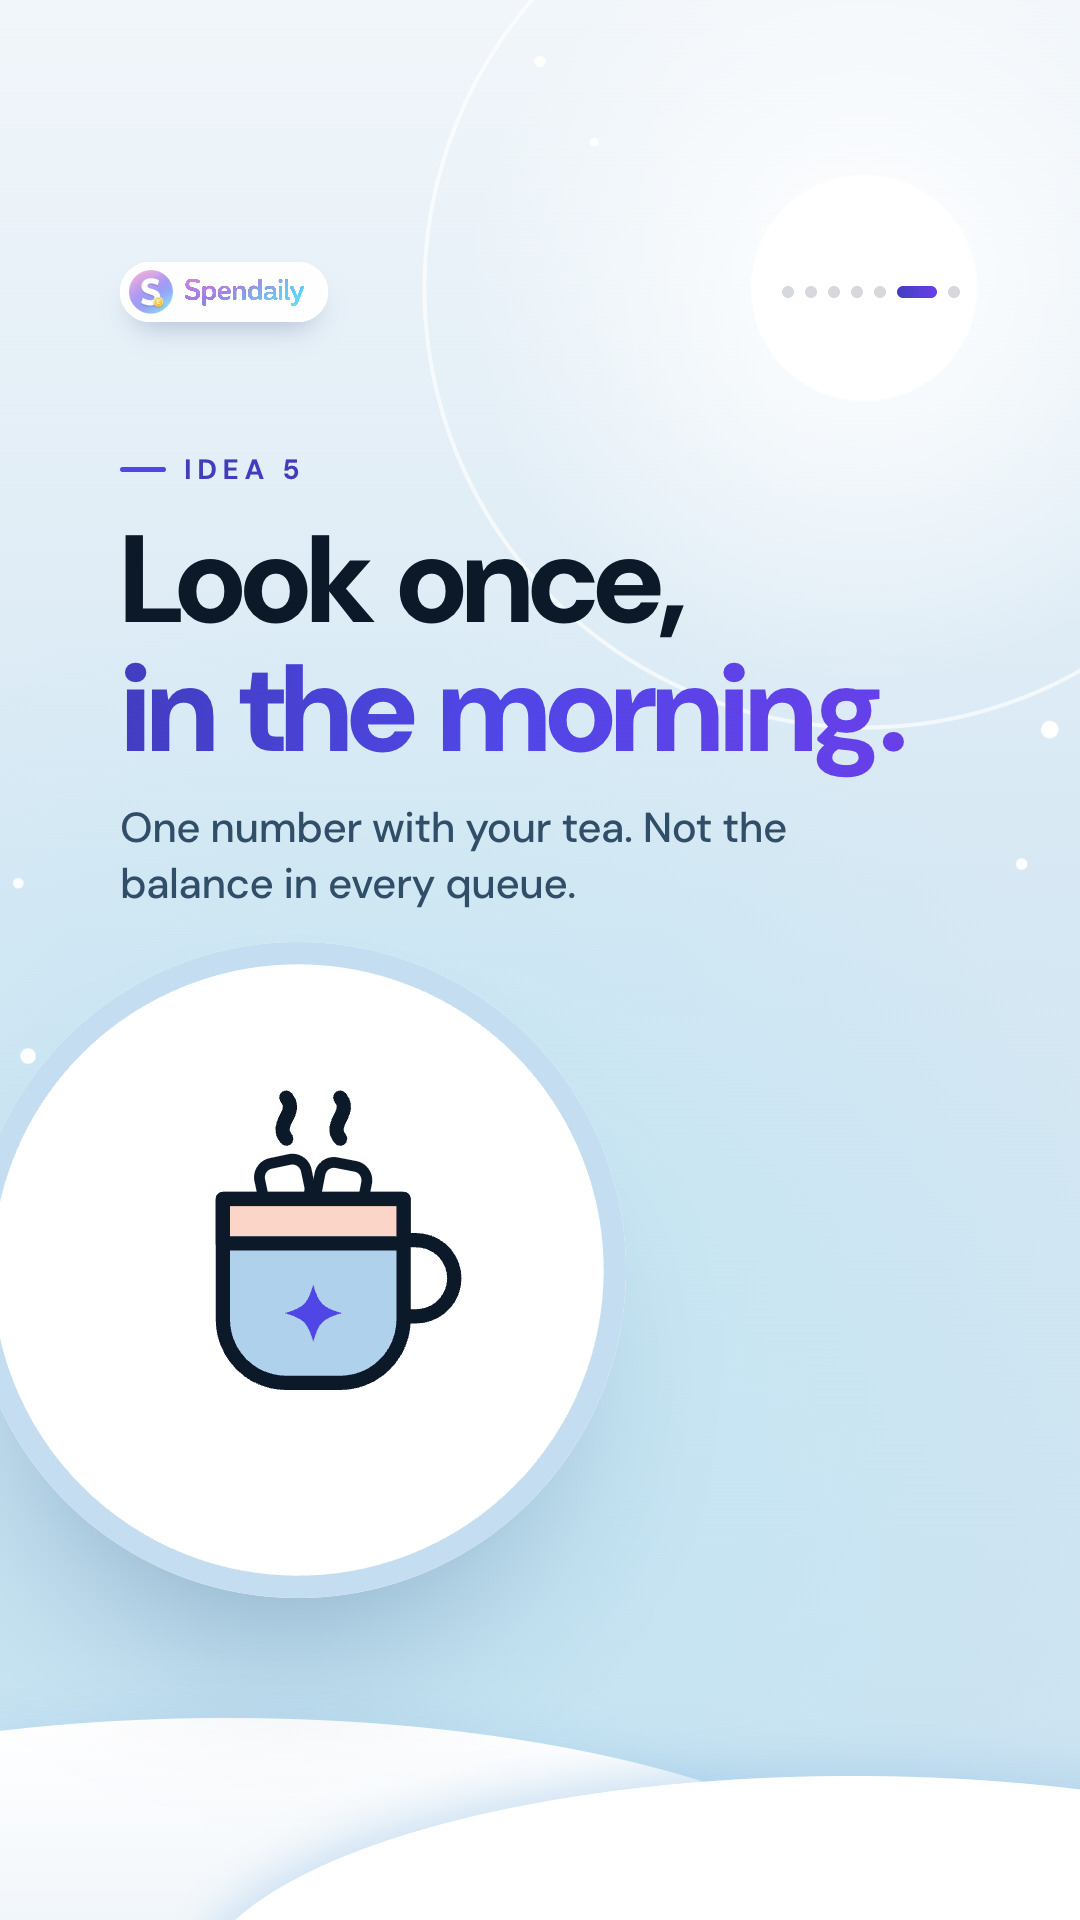 Spendaily
IDEA 5
Look once,
in the morning.
One number with your tea. Not the
balance in every queue.